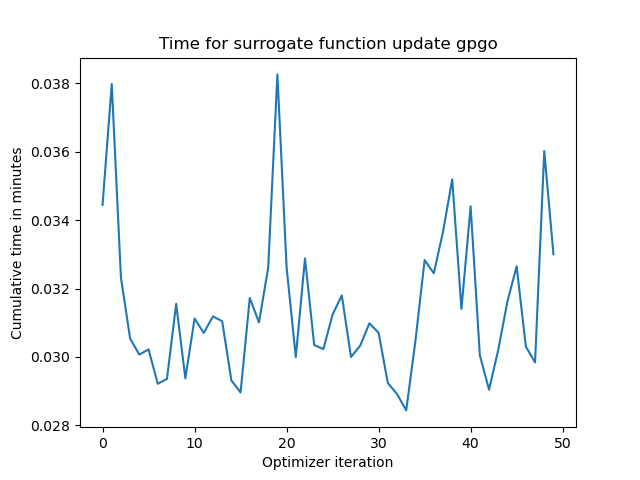 Time for surrogate function update gpgo
0.038
0.036
0.034
0.032
0.030
0.028
Cumulative time in minutes
0 10 20 30 40 50
Optimizer iteration